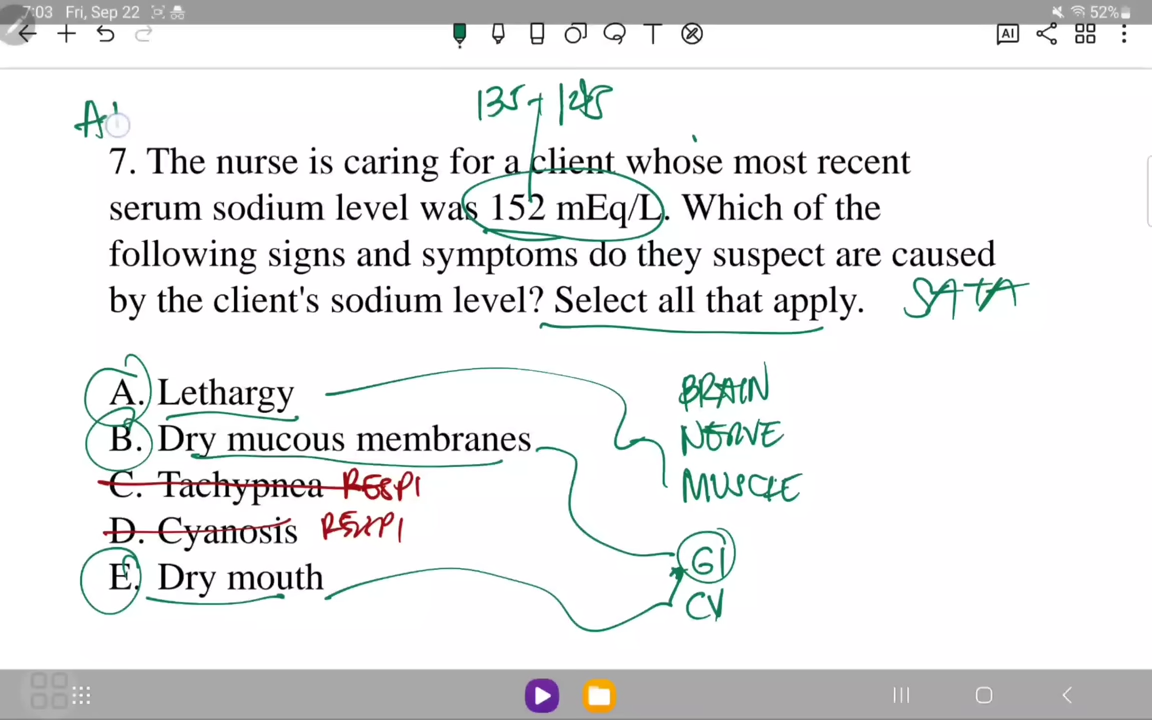 7:03 Fri, Sep 22
52%
AI
135 - 145
7. The nurse is caring for a client whose most recent
serum sodium level was 152 mEq/L. Which of the
following signs and symptoms do they suspect are caused
by the client's sodium level? Select all that apply. SATA
A. Lethargy
BRAIN
B. Dry mucous membranes
NERVE
C. Tachypnea RESPI
MUSCLE
D. Cyanosis RESPI
GI
E. Dry mouth
CV